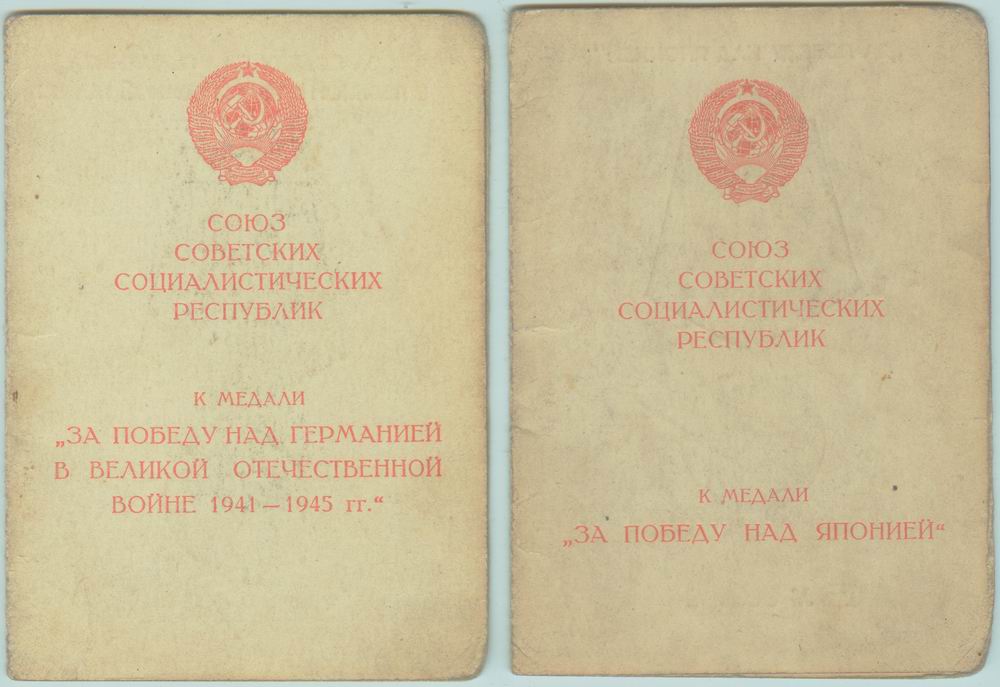 СОЮЗ
СОВЕТСКИХ
СОЦИАЛИСТИЧЕСКИХ
РЕСПУБЛИК
К МЕДАЛИ
„ЗА ПОБЕДУ НАД ГЕРМАНИЕЙ
В ВЕЛИКОЙ ОТЕЧЕСТВЕННОЙ
ВОЙНЕ 1941—1945 гг.“
СОЮЗ
СОВЕТСКИХ
СОЦИАЛИСТИЧЕСКИХ
РЕСПУБЛИК
К МЕДАЛИ
„ЗА ПОБЕДУ НАД ЯПОНИЕЙ“